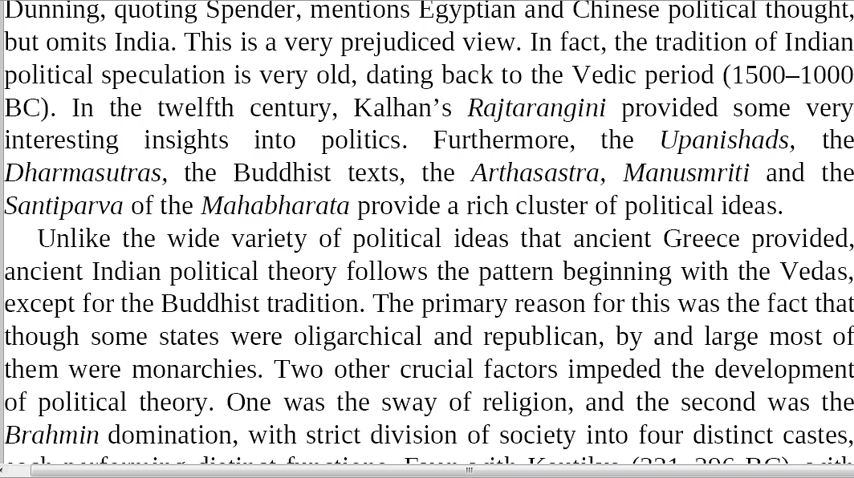 Dunning, quoting Spender, mentions Egyptian and Chinese political thought,
but omits India. This is a very prejudiced view. In fact, the tradition of Indian
political speculation is very old, dating back to the Vedic period (1500–1000
BC). In the twelfth century, Kalhan’s Rajtarangini provided some very
interesting insights into politics. Furthermore, the Upanishads, the
Dharmasutras, the Buddhist texts, the Arthasastra, Manusmriti and the
Santiparva of the Mahabharata provide a rich cluster of political ideas.
Unlike the wide variety of political ideas that ancient Greece provided,
ancient Indian political theory follows the pattern beginning with the Vedas,
except for the Buddhist tradition. The primary reason for this was the fact that
though some states were oligarchical and republican, by and large most of
them were monarchies. Two other crucial factors impeded the development
of political theory. One was the sway of religion, and the second was the
Brahmin domination, with strict division of society into four distinct castes,